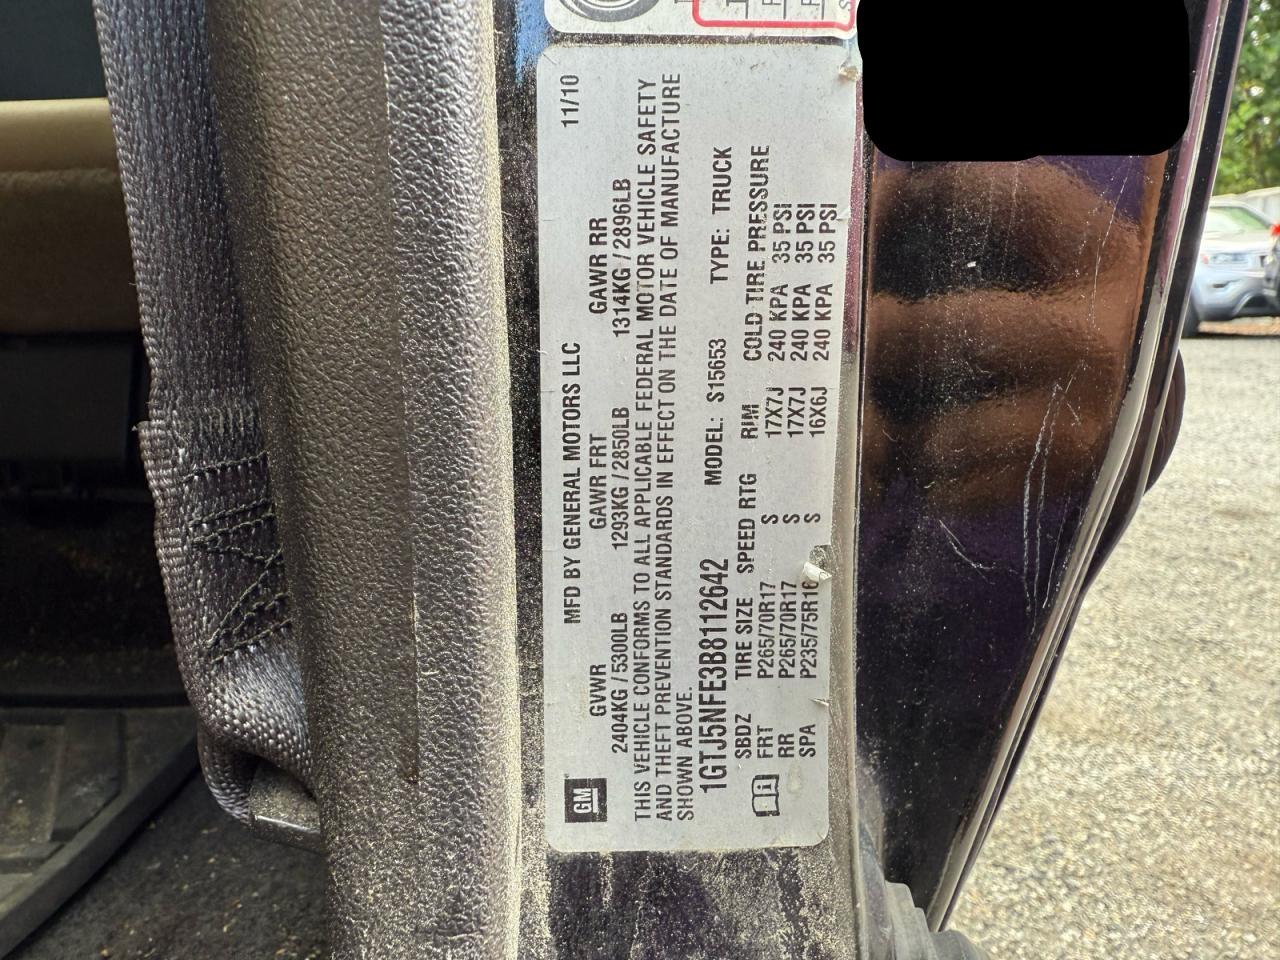 GM
MFD BY GENERAL MOTORS LLC 11/10
GVWR GAWR FRT GAWR RR
2404KG /5300LB 1293KG /2850LB 1314KG /2896LB
THIS VEHICLE CONFORMS TO ALL APPLICABLE FEDERAL MOTOR VEHICLE SAFETY
AND THEFT PREVENTION STANDARDS IN EFFECT ON THE DATE OF MANUFACTURE
SHOWN ABOVE.
1GTJ5NFE3B8112642 MODEL: S15653 TYPE: TRUCK
SBDZ TIRE SIZE SPEED RTG RIM COLD TIRE PRESSURE
FRT P265/70R17 S 17X7J 240 KPA 35 PSI
RR P265/70R17 S 17X7J 240 KPA 35 PSI
SPA P235/75R16 S 16X6J 240 KPA 35 PSI